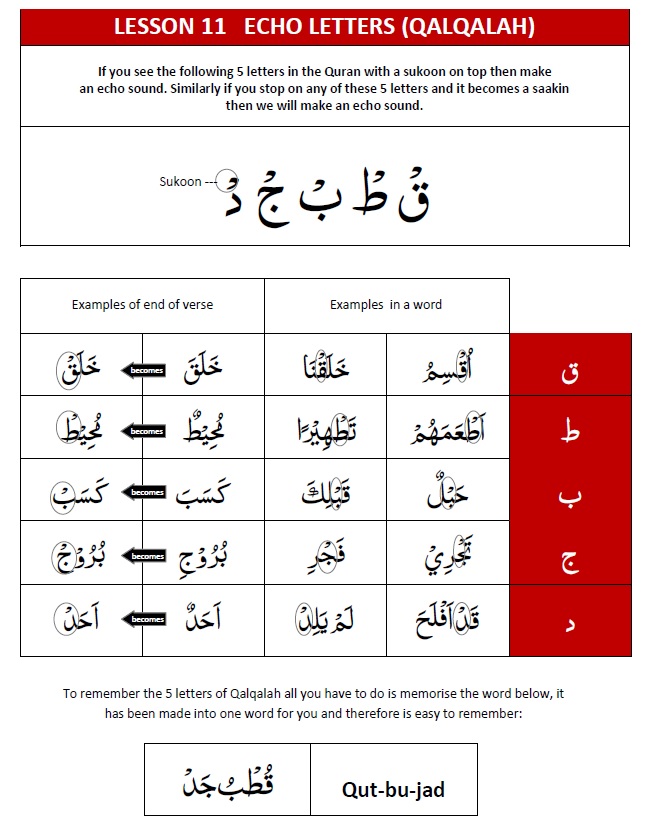 LESSON 11 ECHO LETTERS (QALQALAH)
If you see the following 5 letters in the Quran with a sukoon on top then make
an echo sound. Similarly if you stop on any of these 5 letters and it becomes a saakin
then we will make an echo sound.
Sukoon ---
قْ طْ بْ جْ دْ
Examples of end of verse
Examples in a word
ق اُقْسِمُ خَلَقْنَا خَلَقَ becomes خَلَقْ
ط اَطْعَمَهُمْ تَطْهِيْرًا مُحِيْطٌ becomes مُحِيْطْ
ب حَبْلٌ قَبْلِكَ كَسَبَ becomes كَسَبْ
ج تَجْرِيْ فَجْرِ بُرُوْجِ becomes بُرُوْجْ
د قَدْ اَفْلَحَ لَمْ يَلِدْ اَحَدٌ becomes اَحَدْ
To remember the 5 letters of Qalqalah all you have to do is memorise the word below, it
has been made into one word for you and therefore is easy to remember:
قُطْبُ جَدْ
Qut-bu-jad